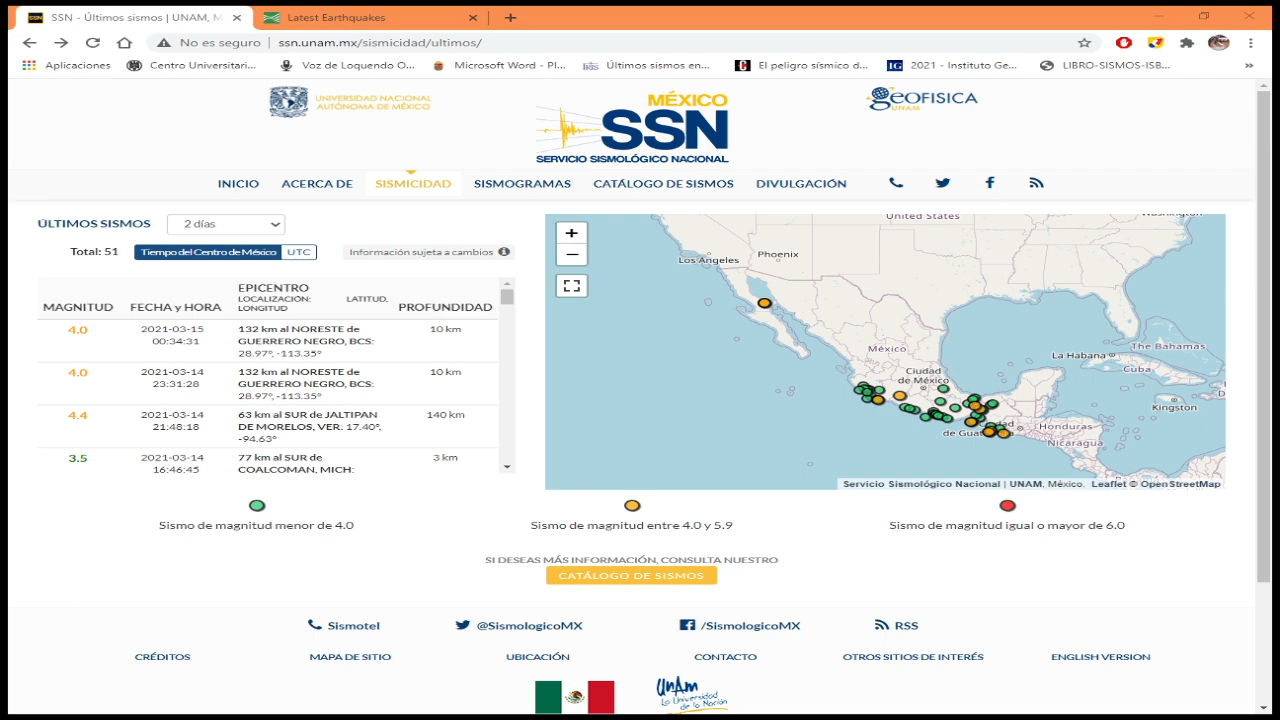 SSN - Últimos sismos | UNAM, M
Latest Earthquakes
No es seguro | ssn.unam.mx/sismicidad/ultimos/
Aplicaciones
Centro Universitari...
Voz de Loquendo O...
Microsoft Word - Pl...
Últimos sismos en...
El peligro sísmico d...
2021 - Instituto Ge...
LIBRO-SISMOS-ISB...
UNIVERSIDAD NACIONAL
AUTÓNOMA DE MÉXICO
MÉXICO
SSN
SERVICIO SISMOLÓGICO NACIONAL
GEOFISICA
UNAM
INICIO
ACERCA DE
SISMICIDAD
SISMOGRAMAS
CATÁLOGO DE SISMOS
DIVULGACIÓN
ÚLTIMOS SISMOS
2 días
Total: 51
Tiempo del Centro de México
UTC
Información sujeta a cambios
MAGNITUD
FECHA y HORA
EPICENTRO
LOCALIZACIÓN: LATITUD,
LONGITUD
PROFUNDIDAD
4.0
2021-03-15
00:34:31
132 km al NORESTE de
GUERRERO NEGRO, BCS:
28.97°, -113.35°
10 km
4.0
2021-03-14
23:31:28
132 km al NORESTE de
GUERRERO NEGRO, BCS:
28.97°, -113.35°
10 km
4.4
2021-03-14
21:48:18
63 km al SUR de JALTIPAN
DE MORELOS, VER: 17.40°,
-94.63°
140 km
3.5
2021-03-14
16:46:45
77 km al SUR de
COALCOMAN, MICH:
3 km
+
−
United States
Washington
Los Ángeles
Phoenix
México
Ciudad
de México
La Habana
The Bahamas
Cuba
Kingston
Ciudad
de Guatemala
Honduras
Nicaragua
Servicio Sismológico Nacional | UNAM, México. Leaflet © OpenStreetMap
Sismo de magnitud menor de 4.0
Sismo de magnitud entre 4.0 y 5.9
Sismo de magnitud igual o mayor de 6.0
SI DESEAS MÁS INFORMACIÓN, CONSULTA NUESTRO
CATÁLOGO DE SISMOS
Sismotel
@SismologicoMX
/SismologicoMX
RSS
CRÉDITOS
MAPA DE SITIO
UBICACIÓN
CONTACTO
OTROS SITIOS DE INTERÉS
ENGLISH VERSION
UNAM
La Universidad
de la Nación